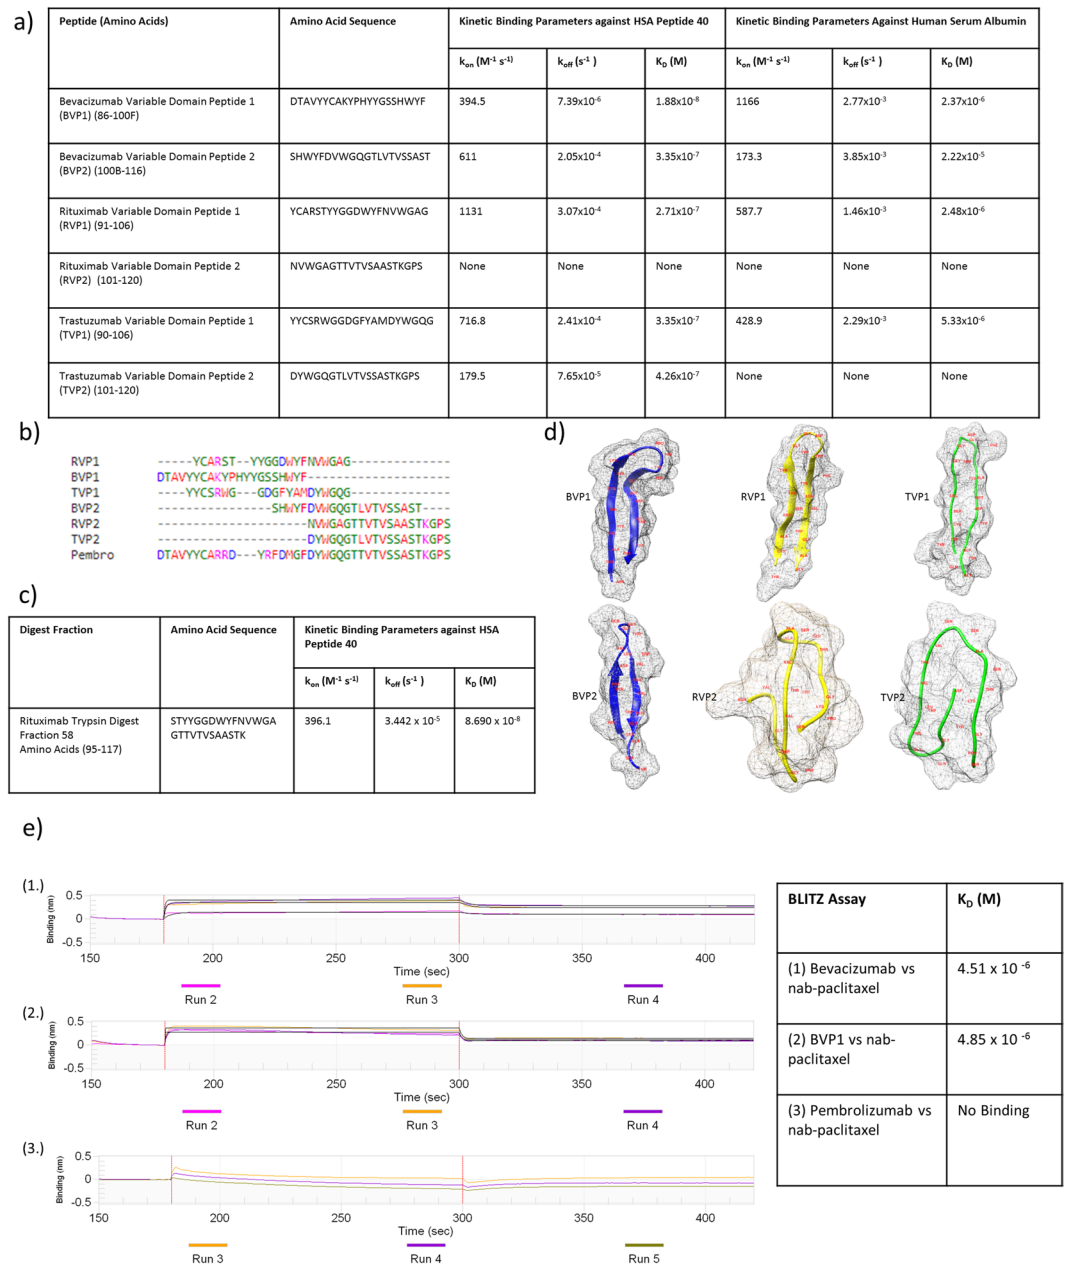 a)
Peptide (Amino Acids) Amino Acid Sequence Kinetic Binding Parameters against HSA Peptide 40 Kinetic Binding Parameters Against Human Serum Albumin
kon (M-1 s-1) koff (s-1 ) KD (M) kon (M-1 s-1) koff (s-1 ) KD (M)
Bevacizumab Variable Domain Peptide 1 DTAVYYCAKYPHYYGSSHWYF 394.5 7.39x10-6 1.88x10-8 1166 2.77x10-3 2.37x10-6
(BVP1) (86-100F)
Bevacizumab Variable Domain Peptide 2 SHWYFDVWGQGTLVTVSSAST 611 2.05x10-4 3.35x10-7 173.3 3.85x10-3 2.22x10-5
(BVP2) (100B-116)
Rituximab Variable Domain Peptide 1 YCARSTYYGGDWYFNVWGAG 1131 3.07x10-4 2.71x10-7 587.7 1.46x10-3 2.48x10-6
(RVP1) (91-106)
Rituximab Variable Domain Peptide 2 NVWGAGTTVTVSAASTKGPS None None None None None None
(RVP2) (101-120)
Trastuzumab Variable Domain Peptide 1 YYCSRWGGDGFYAMDYWGQG 716.8 2.41x10-4 3.35x10-7 428.9 2.29x10-3 5.33x10-6
(TVP1) (90-106)
Trastuzumab Variable Domain Peptide 2 DYWGQGTLVTVSSASTKGPS 179.5 7.65x10-5 4.26x10-7 None None None
(TVP2) (101-120)
b)
RVP1 -----YCARST---YYGGDWYFNVWGAG--------------
BVP1 DTAVYYCAKYPHYYGSSHWYF--------------------
TVP1 ----YYCSRWG---GDGFYAMDYWGQG--------------
BVP2 ----------------SHWYFDVWGQGTLVTVSSAST----
RVP2 ---------------------NVWGAGTTVTVSAASTKGPS
TVP2 ---------------------DYWGQGTLVTVSSASTKGPS
Pembro DTAVYYCARRD---YRFDMGFDYWGQGTTVTVSSASTKGPS
c)
Digest Fraction Amino Acid Sequence Kinetic Binding Parameters against HSA
Peptide 40
kon (M-1 s-1) koff (s-1 ) KD (M)
Rituximab Trypsin Digest STYYGGDWYFNVWGA 396.1 3.442 x 10-5 8.690 x 10-8
Fraction 58 GTTVTVSAASTK
Amino Acids (95-117)
d)
BVP1 RVP1 TVP1
BVP2 RVP2 TVP2
e)
(1.)
Binding (nm)
0.5
0
-0.5
150 200 250 300 350 400
Time (sec)
Run 2 Run 3 Run 4
(2.)
Binding (nm)
0.5
0
-0.5
150 200 250 300 350 400
Time (sec)
Run 2 Run 3 Run 4
(3.)
Binding (nm)
0.5
0
-0.5
150 200 250 300 350 400
Time (sec)
Run 3 Run 4 Run 5
BLITZ Assay KD (M)
(1) Bevacizumab vs 4.51 x 10 -6
nab-paclitaxel
(2) BVP1 vs nab- 4.85 x 10 -6
paclitaxel
(3) Pembrolizumab vs No Binding
nab-paclitaxel